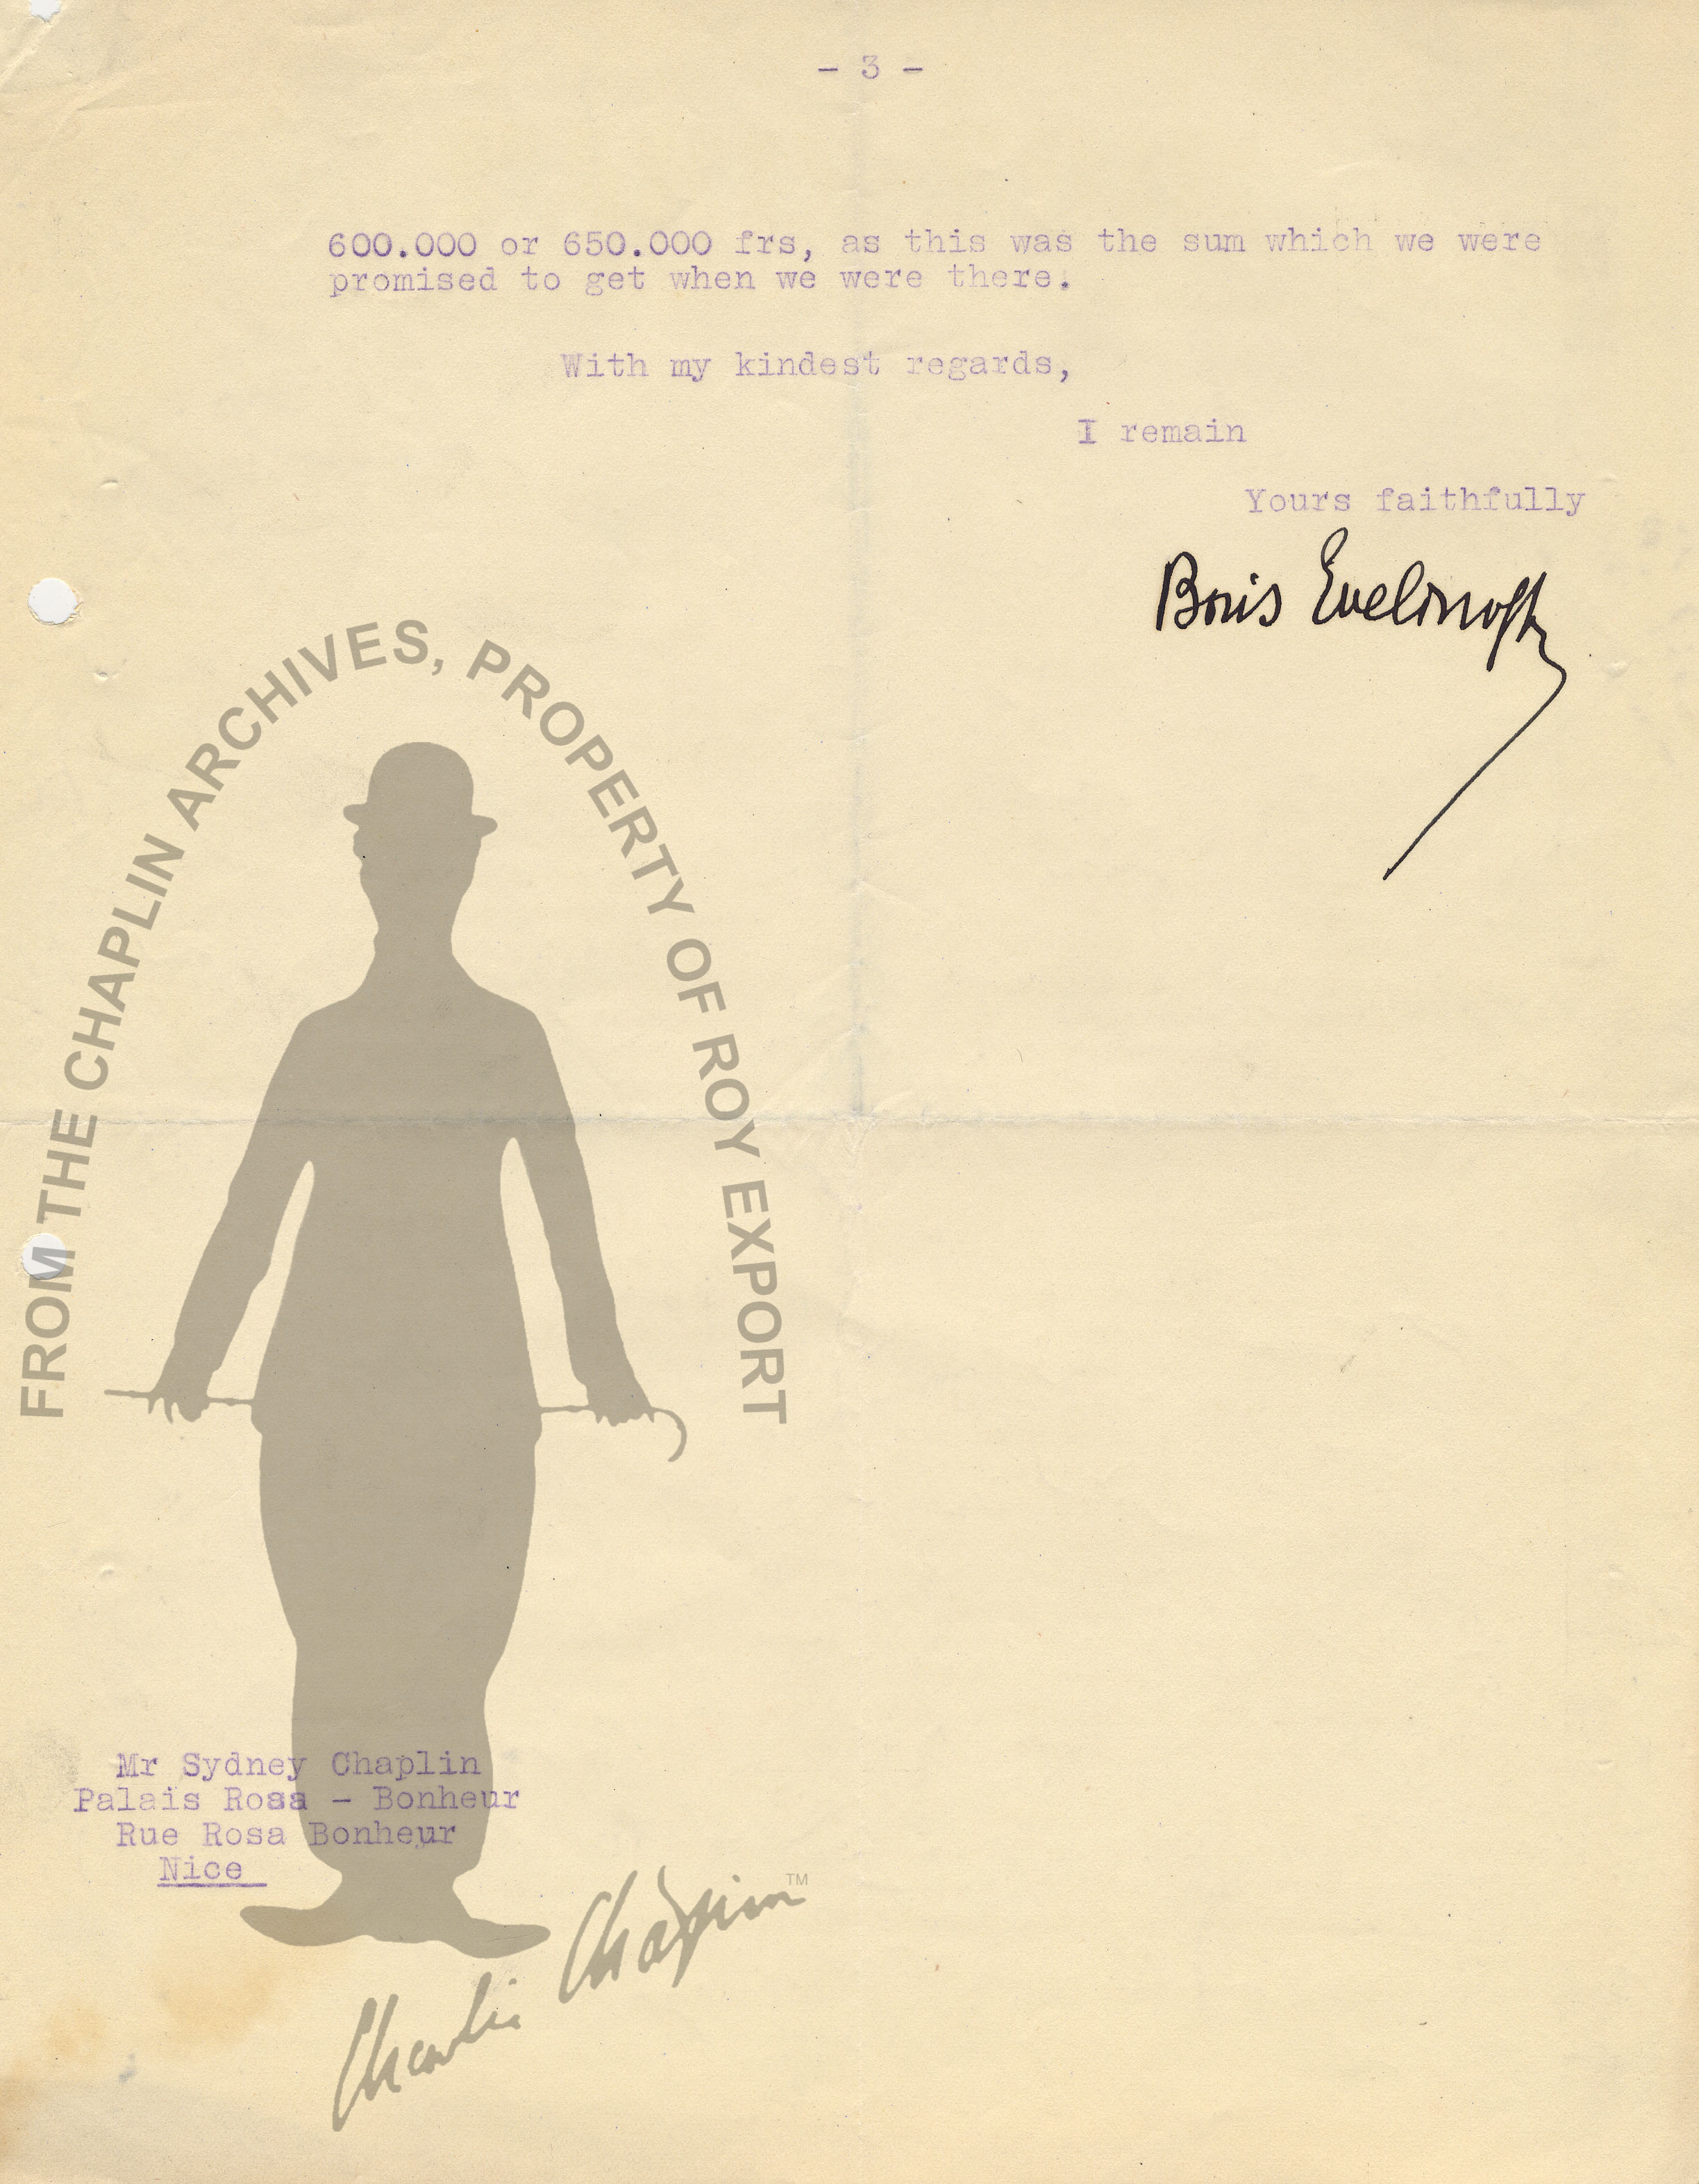 - 3 -
600.000 or 650.000 frs, as this was the sum which we were
promised to get when we were there.
With my kindest regards,
I remain
Yours faithfully
Boris Evelinoff
FROM THE CHAPLIN ARCHIVES, PROPERTY OF ROY EXPORT
Mr Sydney Chaplin
Palais Rosa - Bonheur
Rue Rosa Bonheur
Nice
Charlie Chaplin™